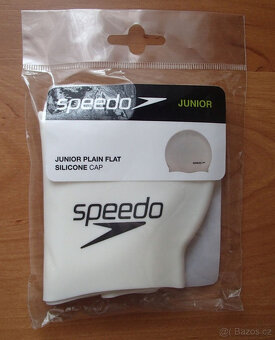 speedo
JUNIOR
JUNIOR PLAIN FLAT
SILICONE CAP
speedo
© Bazos.cz